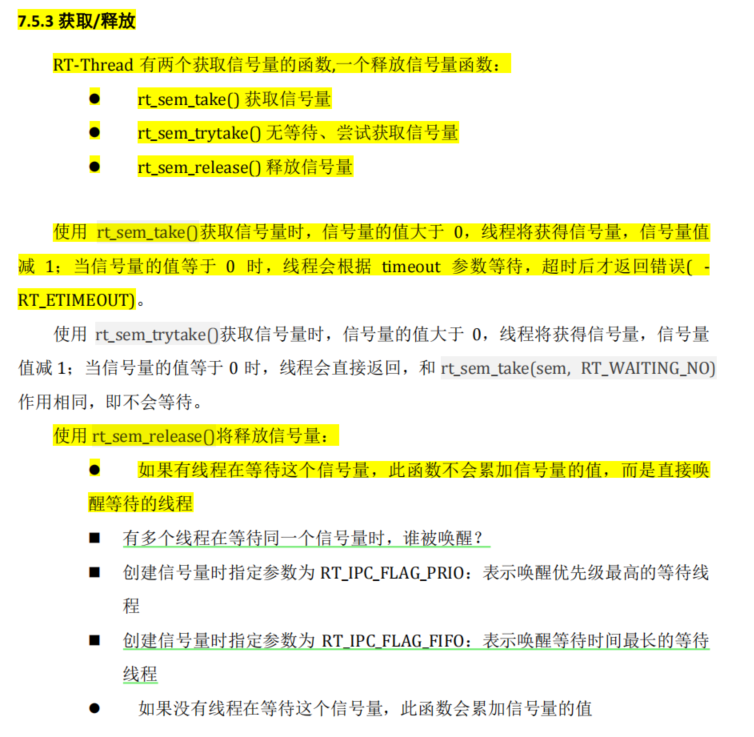 7.5.3 获取/释放
RT-Thread 有两个获取信号量的函数,一个释放信号量函数：
● rt_sem_take() 获取信号量
● rt_sem_trytake() 无等待、尝试获取信号量
● rt_sem_release() 释放信号量
使用 rt_sem_take()获取信号量时，信号量的值大于 0，线程将获得信号量，信号量值
减 1；当信号量的值等于 0 时，线程会根据 timeout 参数等待，超时后才返回错误( -
RT_ETIMEOUT)。
使用 rt_sem_trytake()获取信号量时，信号量的值大于 0，线程将获得信号量，信号量
值减 1；当信号量的值等于 0 时，线程会直接返回，和 rt_sem_take(sem, RT_WAITING_NO)
作用相同，即不会等待。
使用 rt_sem_release()将释放信号量：
● 如果有线程在等待这个信号量，此函数不会累加信号量的值，而是直接唤
醒等待的线程
■ 有多个线程在等待同一个信号量时，谁被唤醒？
■ 创建信号量时指定参数为 RT_IPC_FLAG_PRIO：表示唤醒优先级最高的等待线
程
■ 创建信号量时指定参数为 RT_IPC_FLAG_FIFO：表示唤醒等待时间最长的等待
线程
● 如果没有线程在等待这个信号量，此函数会累加信号量的值